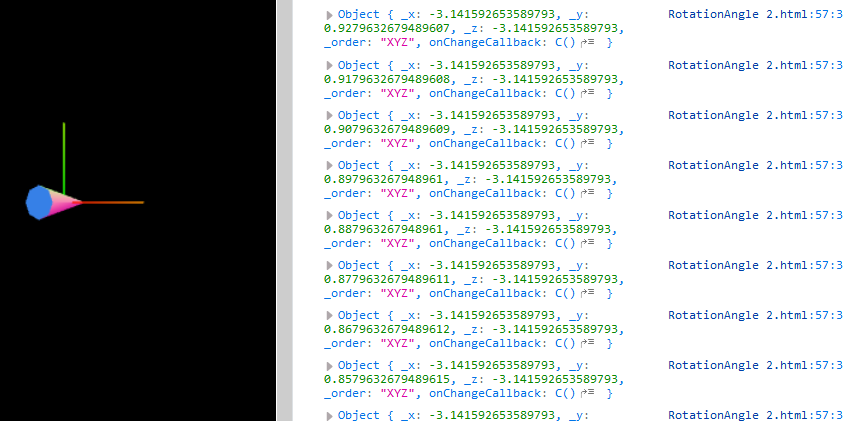 Object { _x: -3.141592653589793, _y: RotationAngle 2.html:57:3
0.9279632679489607, _z: -3.141592653589793,
_order: "XYZ", onChangeCallback: C() }
Object { _x: -3.141592653589793, _y: RotationAngle 2.html:57:3
0.9179632679489608, _z: -3.141592653589793,
_order: "XYZ", onChangeCallback: C() }
Object { _x: -3.141592653589793, _y: RotationAngle 2.html:57:3
0.9079632679489609, _z: -3.141592653589793,
_order: "XYZ", onChangeCallback: C() }
Object { _x: -3.141592653589793, _y: RotationAngle 2.html:57:3
0.897963267948961, _z: -3.141592653589793,
_order: "XYZ", onChangeCallback: C() }
Object { _x: -3.141592653589793, _y: RotationAngle 2.html:57:3
0.887963267948961, _z: -3.141592653589793,
_order: "XYZ", onChangeCallback: C() }
Object { _x: -3.141592653589793, _y: RotationAngle 2.html:57:3
0.8779632679489611, _z: -3.141592653589793,
_order: "XYZ", onChangeCallback: C() }
Object { _x: -3.141592653589793, _y: RotationAngle 2.html:57:3
0.8679632679489612, _z: -3.141592653589793,
_order: "XYZ", onChangeCallback: C() }
Object { _x: -3.141592653589793, _y: RotationAngle 2.html:57:3
0.8579632679489615, _z: -3.141592653589793,
_order: "XYZ", onChangeCallback: C() }
Object { _x: -3.141592653589793, _y: RotationAngle 2.html:57:3